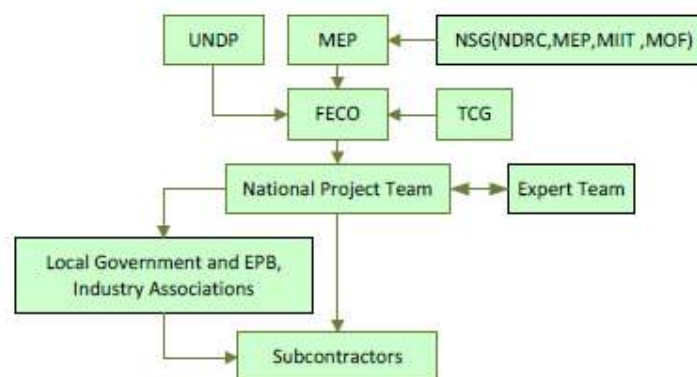 UNDP
MEP
NSG(NDRC,MEP,MIIT ,MOF)
FECO
TCG
National Project Team
Expert Team
Local Government and EPB,
Industry Associations
Subcontractors